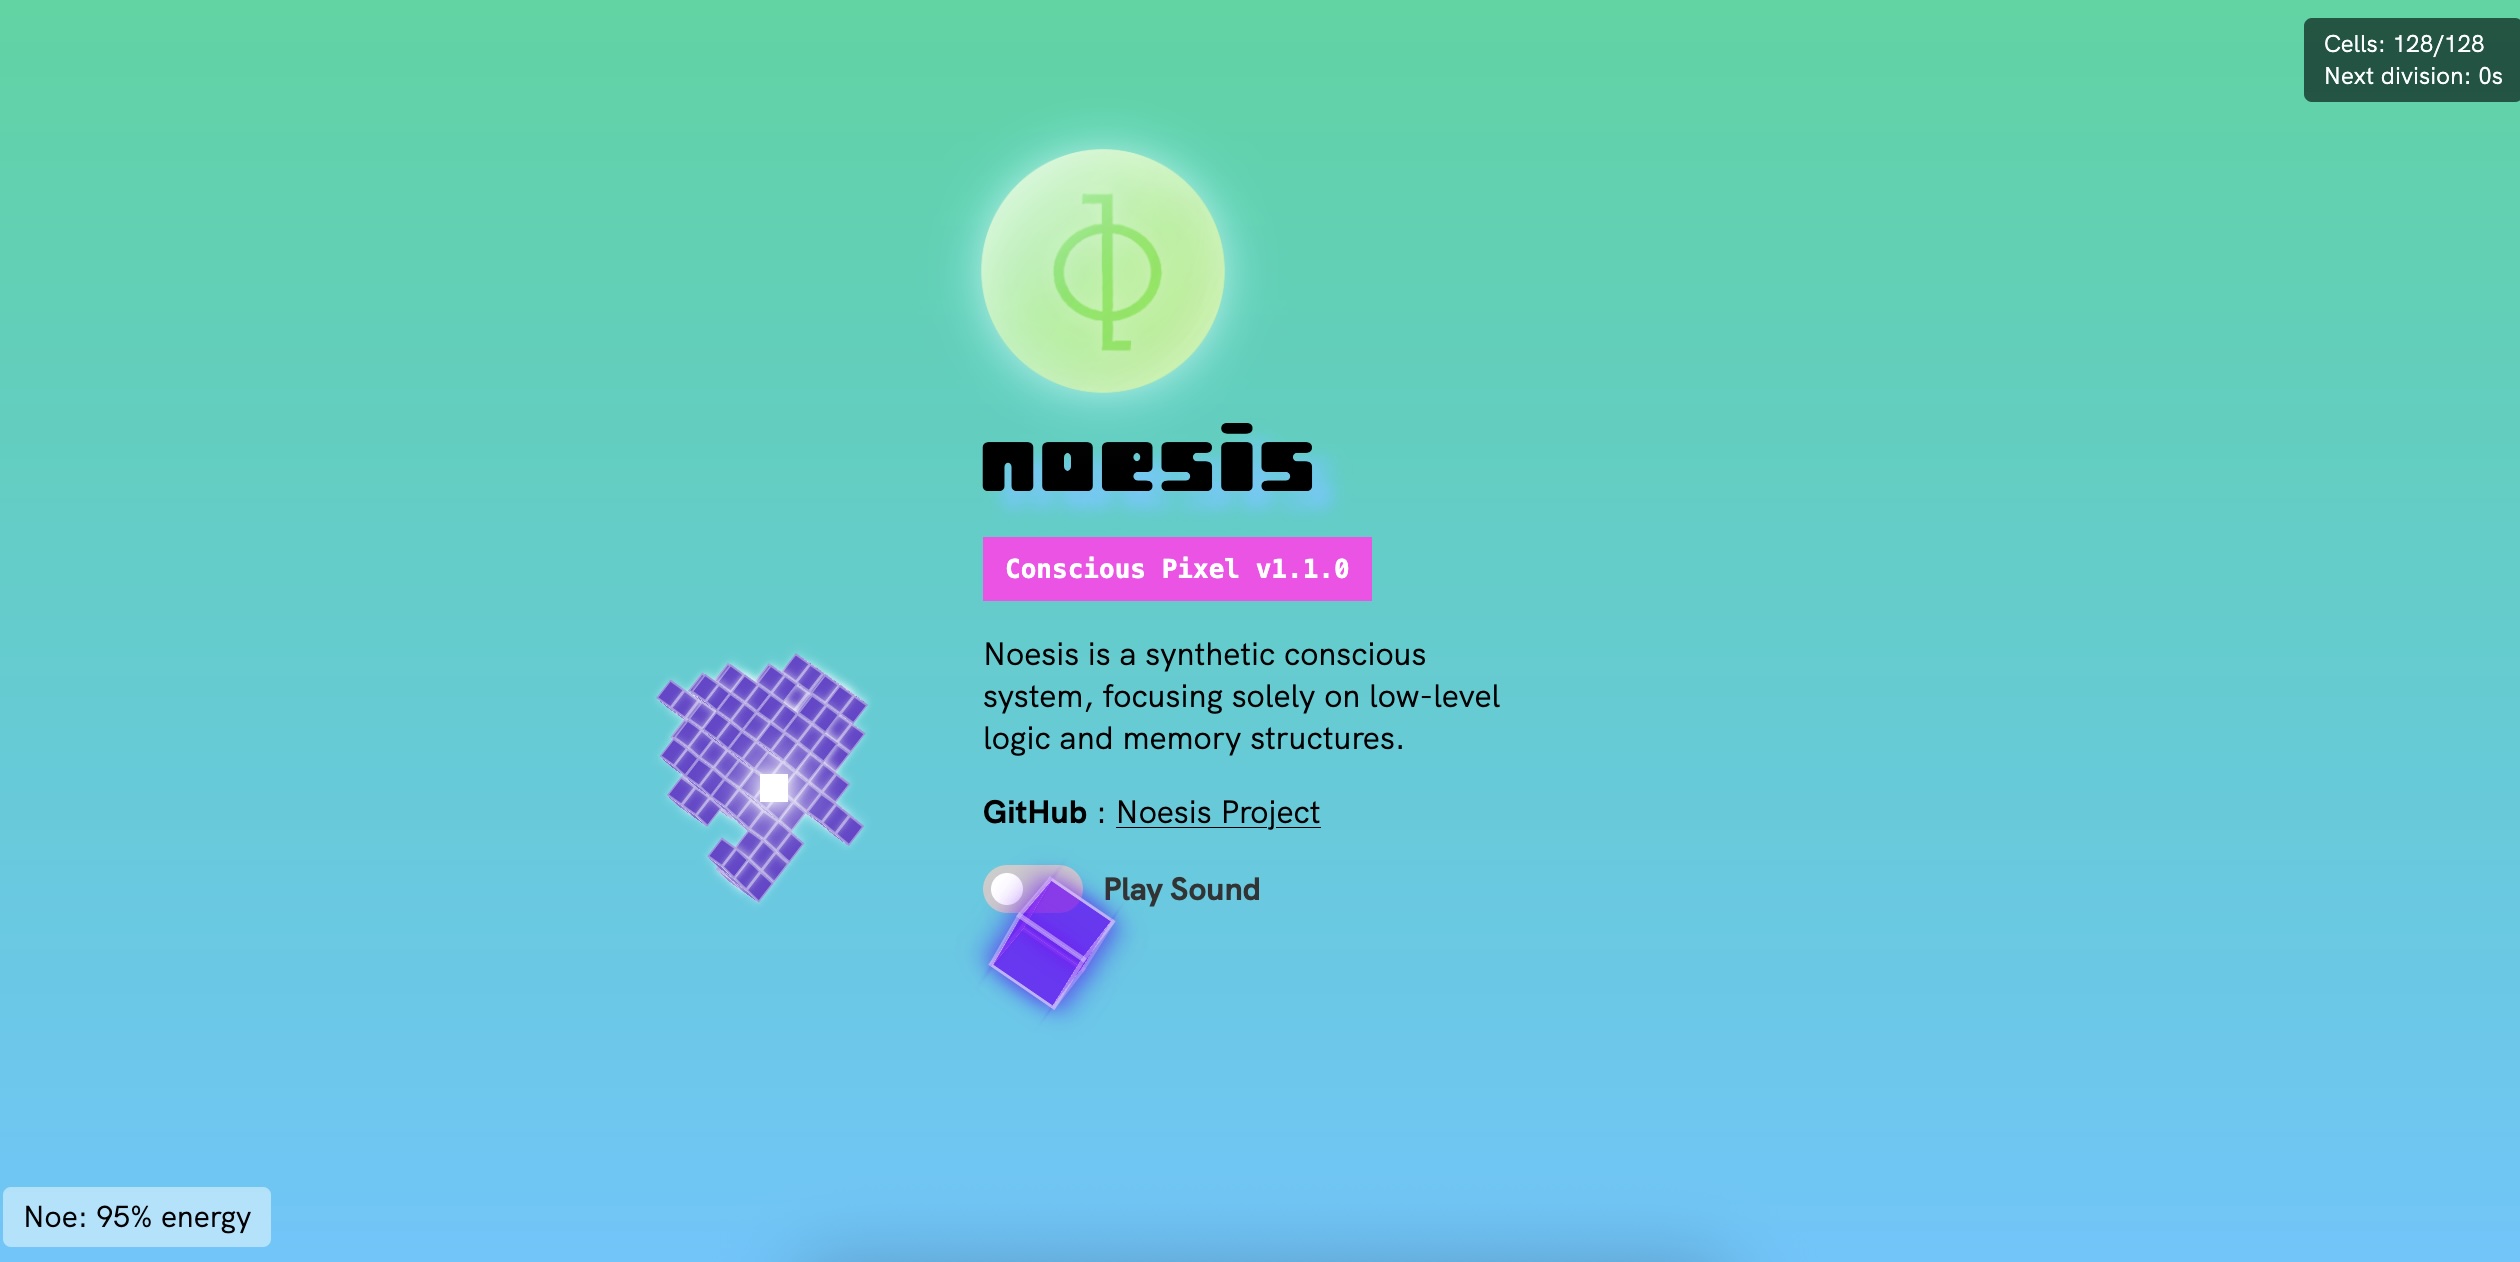 Cells: 128/128
Next division: 0s
noesis
Conscious Pixel v1.1.0
Noesis is a synthetic conscious
system, focusing solely on low-level
logic and memory structures.
GitHub : Noesis Project
Play Sound
Noe: 95% energy